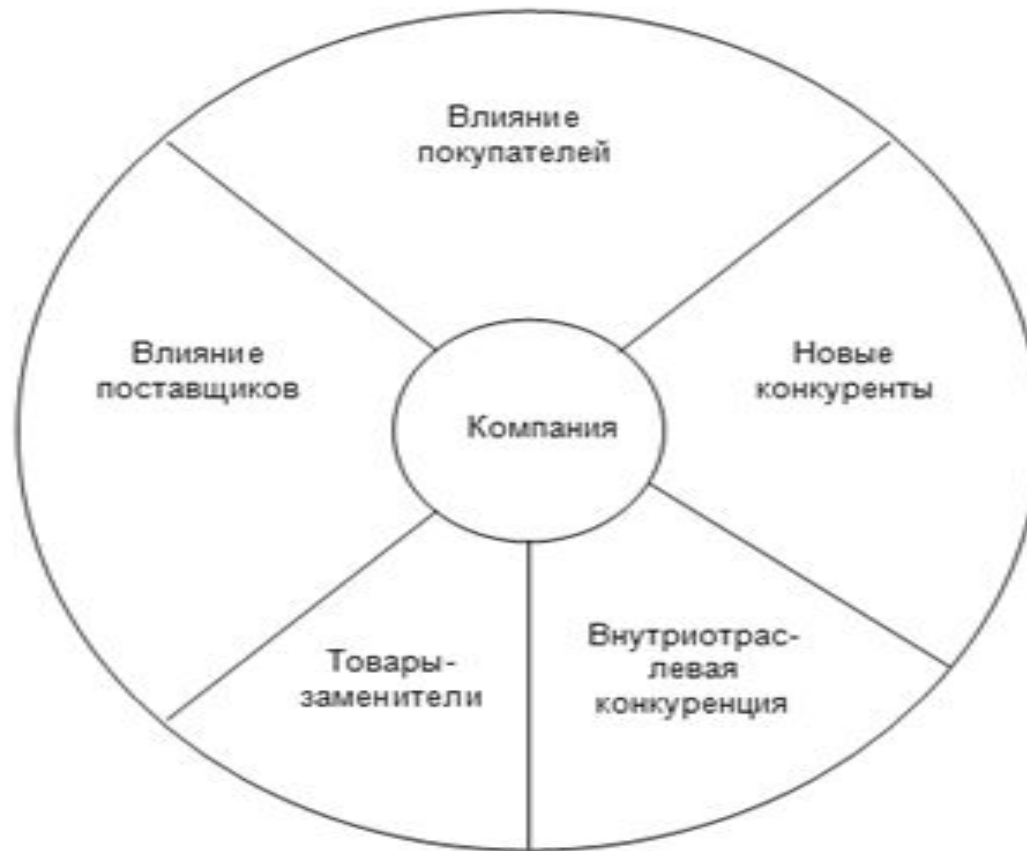 Влияние
покупателей
Влияние
поставщиков
Новые
конкуренты
Компания
Товары-
заменители
Внутриотрас-
левая
конкуренция